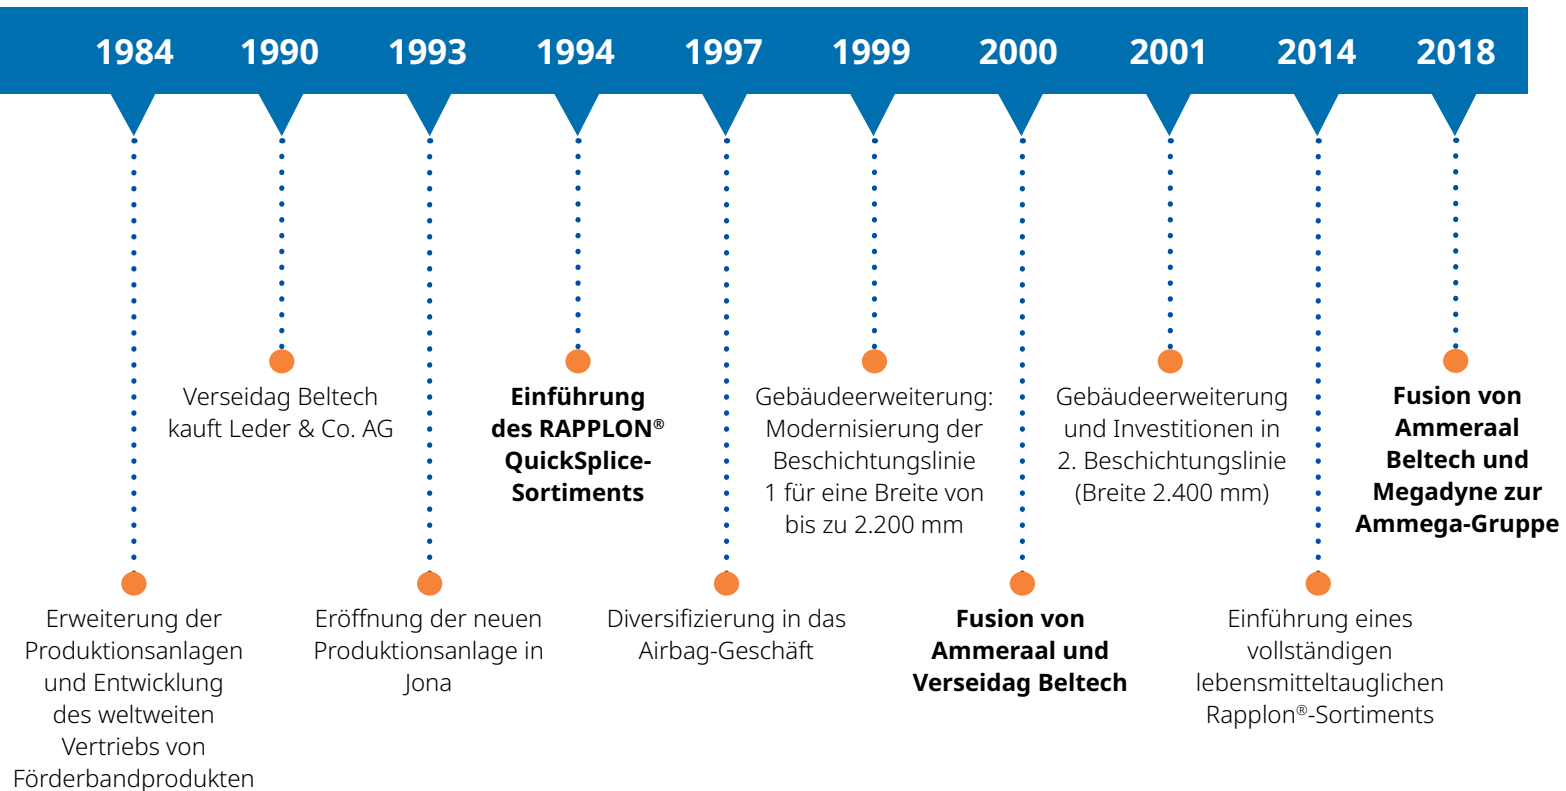 1984 1990 1993 1994 1997 1999 2000 2001 2014 2018
Verseidag Beltech
kauft Leder & Co. AG
Einführung
des RAPPLON®
QuickSplice-
Sortiments
Gebäudeerweiterung:
Modernisierung der
Beschichtungslinie
1 für eine Breite von
bis zu 2.200 mm
Gebäudeerweiterung
und Investitionen in
2. Beschichtungslinie
(Breite 2.400 mm)
Fusion von
Ammeraal
Beltech und
Megadyne zur
Ammega-Gruppe
Erweiterung der
Produktionsanlagen
und Entwicklung
des weltweiten
Vertriebs von
Förderbandprodukten
Eröffnung der neuen
Produktionsanlage in
Jona
Diversifizierung in das
Airbag-Geschäft
Fusion von
Ammeraal und
Verseidag Beltech
Einführung eines
vollständigen
lebensmitteltauglichen
Rapplon®-Sortiments